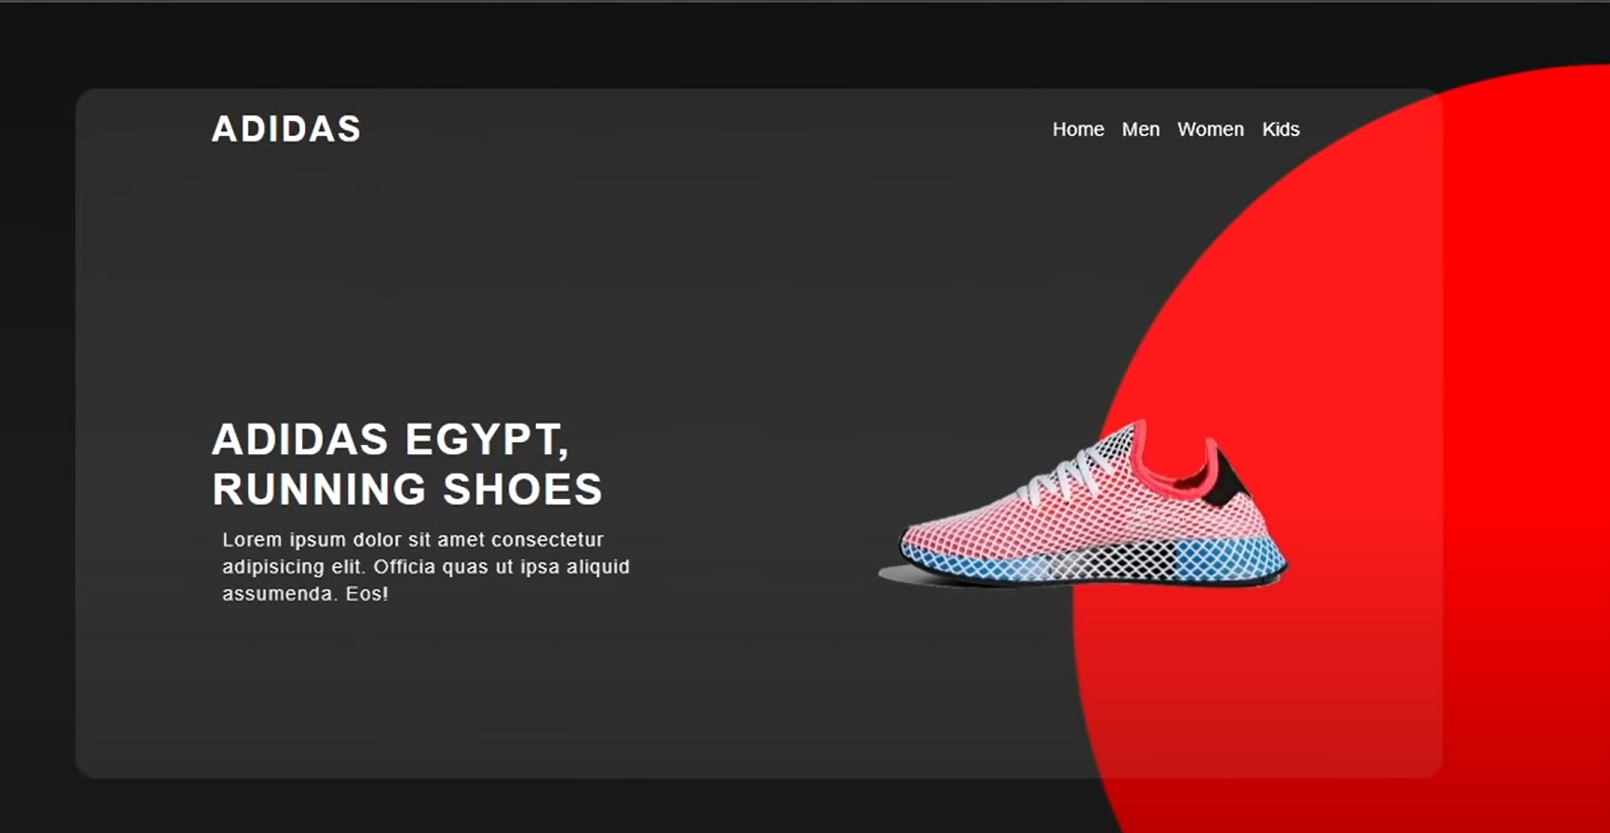 ADIDAS
Home Men Women Kids
ADIDAS EGYPT,
RUNNING SHOES
Lorem ipsum dolor sit amet consectetur
adipisicing elit. Officia quas ut ipsa aliquid
assumenda. Eos!